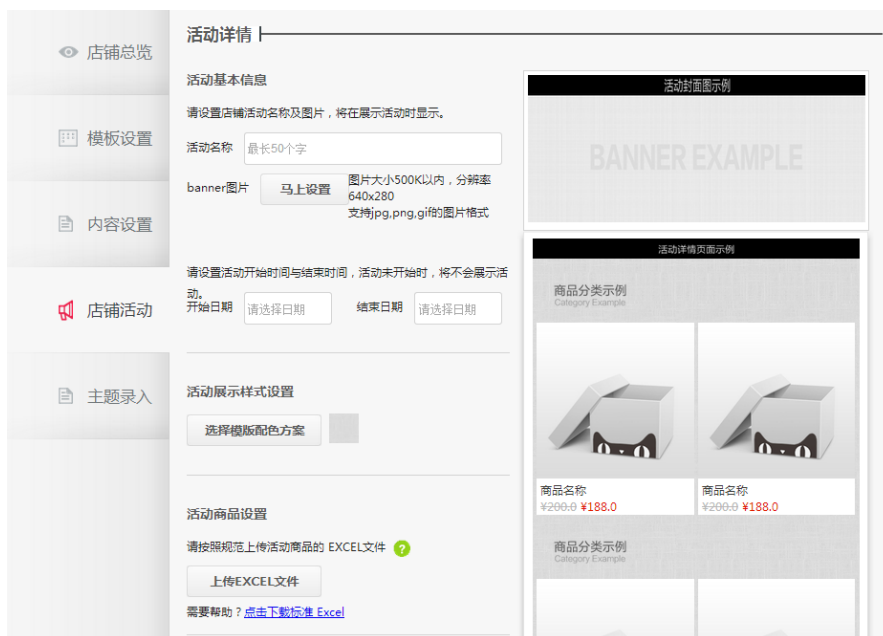 店铺总览
模板设置
内容设置
店铺活动
主题录入
活动详情
活动基本信息
请设置店铺活动名称及图片，将在展示活动时显示。
活动名称 最长50个字
banner图片 马上设置 图片大小500K以内，分辨率
640x280
支持jpg,png,gif的图片格式
请设置活动开始时间与结束时间，活动未开始时，将不会展示活
动。
开始日期 请选择日期 结束日期 请选择日期
活动展示样式设置
选择模版配色方案
活动商品设置
请按照规范上传活动商品的 EXCEL文件 ?
上传EXCEL文件
需要帮助？点击下载标准 Excel
活动封面图示例
BANNER EXAMPLE
活动详情页面示例
商品分类示例
Category Example
商品名称 商品名称
¥200.0 ¥188.0 ¥200.0 ¥188.0
商品分类示例
Category Example